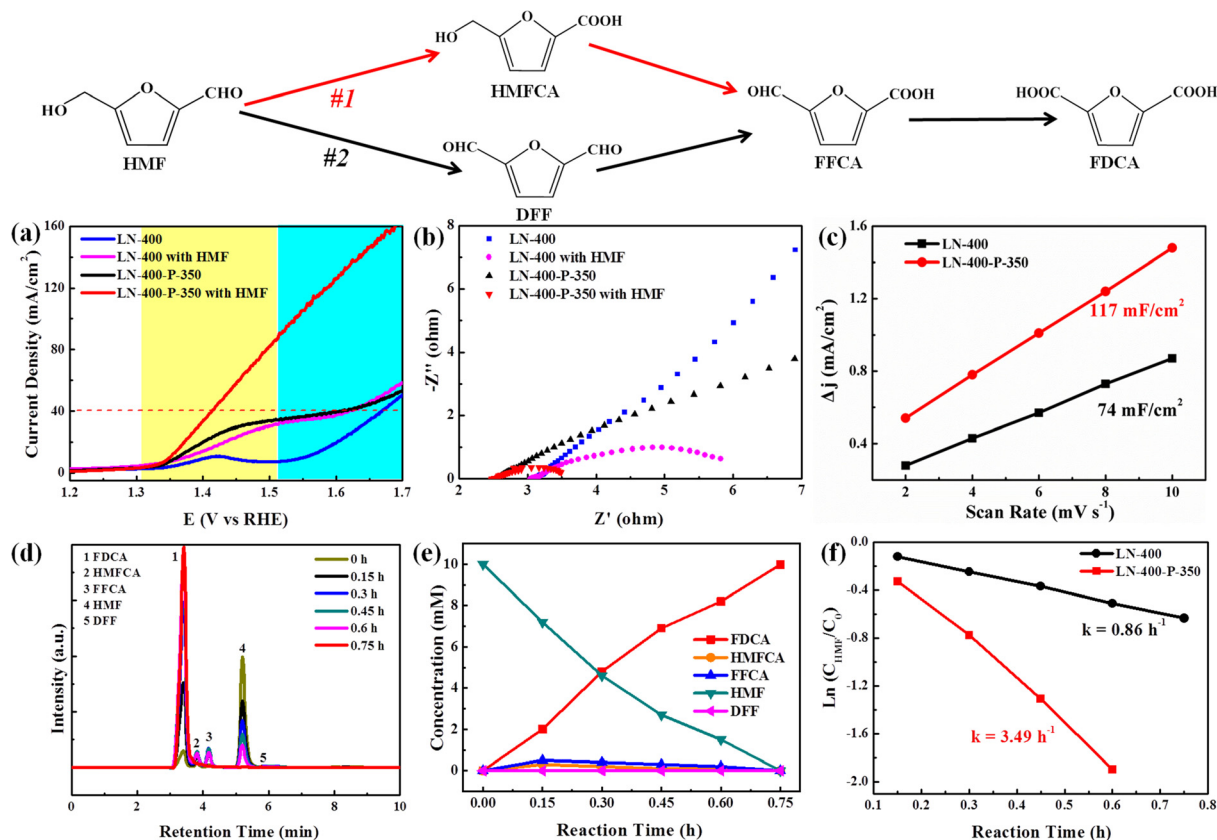 O
HO
COOH
HMFCA
#1
O
HO
CHO
HMF
#2
O
OHC
CHO
DFF
O
OHC
COOH
FFCA
O
HOOC
COOH
FDCA
(a)
LN-400
LN-400 with HMF
LN-400-P-350
LN-400-P-350 with HMF
160
120
80
40
0
1.2 1.3 1.4 1.5 1.6 1.7
Current Density (mA/cm²)
E (V vs RHE)
(b)
LN-400
LN-400 with HMF
LN-400-P-350
LN-400-P-350 with HMF
8
6
4
2
0
2 3 4 5 6 7
-Z'' (ohm)
Z' (ohm)
(c)
LN-400
LN-400-P-350
117 mF/cm²
74 mF/cm²
1.6
1.2
0.8
0.4
2 4 6 8 10
Δj (mA/cm²)
Scan Rate (mV s⁻¹)
(d)
1 FDCA
2 HMFCA
3 FFCA
4 HMF
5 DFF
0 h
0.15 h
0.3 h
0.45 h
0.6 h
0.75 h
1
2
3
4
5
0 2 4 6 8 10
Intensity (a.u.)
Retention Time (min)
(e)
FDCA
HMFCA
FFCA
HMF
DFF
10
8
6
4
2
0
0.00 0.15 0.30 0.45 0.60 0.75
Concentration (mM)
Reaction Time (h)
(f)
LN-400
LN-400-P-350
k = 0.86 h⁻¹
k = 3.49 h⁻¹
0.0
-0.4
-0.8
-1.2
-1.6
-2.0
0.1 0.2 0.3 0.4 0.5 0.6 0.7 0.8
Ln (C_HMF/C₀)
Reaction Time (h)